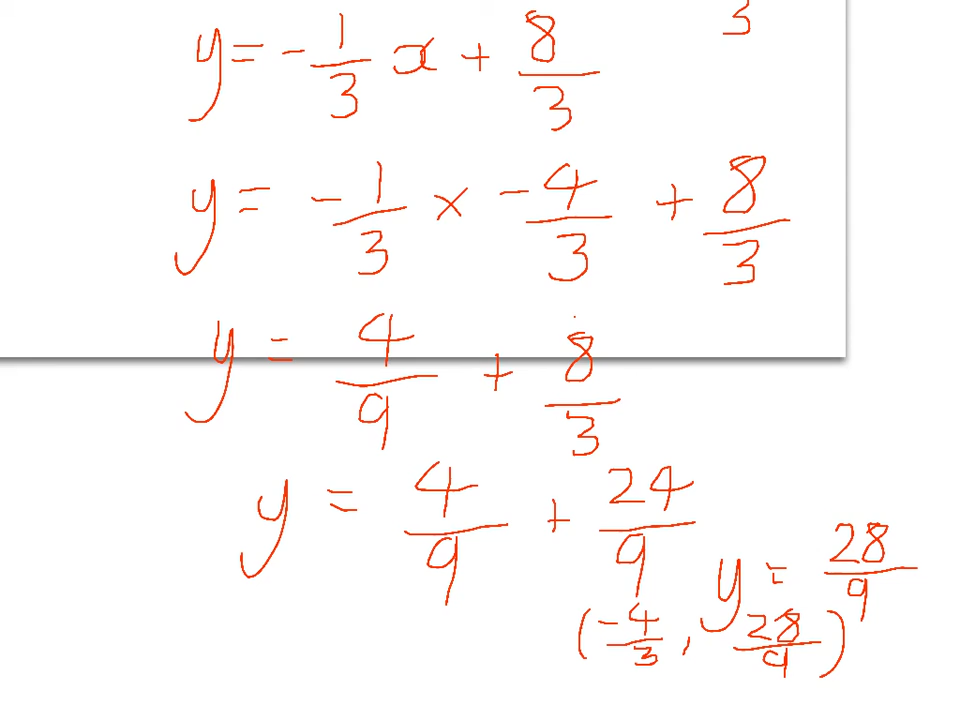 3
y = -1/3 x + 8/3
y = -1/3 × -4/3 + 8/3
y = 4/9 + 8/3
y = 4/9 + 24/9
y = 28/9
(-4/3, 28/9)